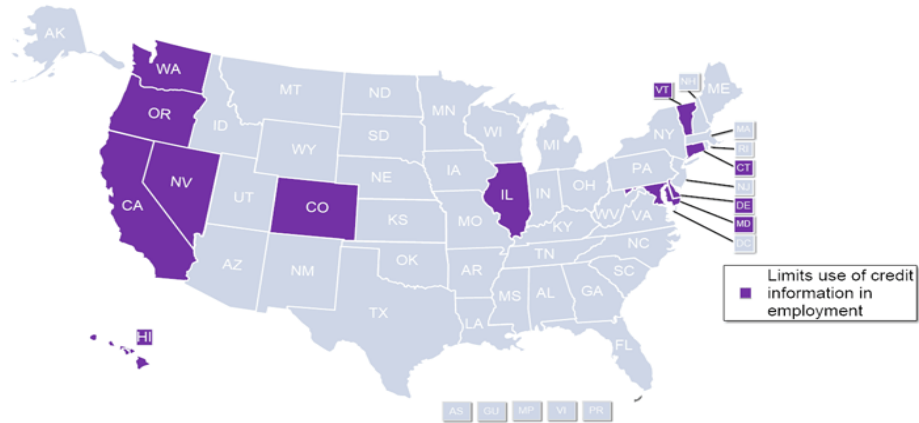 AK
WA
MT
ND
MN
VT
NH
ME
OR
ID
SD
WI
MI
NY
MA
RI
WY
CT
NV
NE
IA
PA
NJ
CA
UT
CO
IL
IN
OH
DE
KS
MO
KY
WV
VA
MD
DC
AZ
NM
OK
AR
TN
NC
SC
MS
AL
GA
TX
LA
FL
HI
Limits use of credit
information in
employment
AS
GU
MP
VI
PR